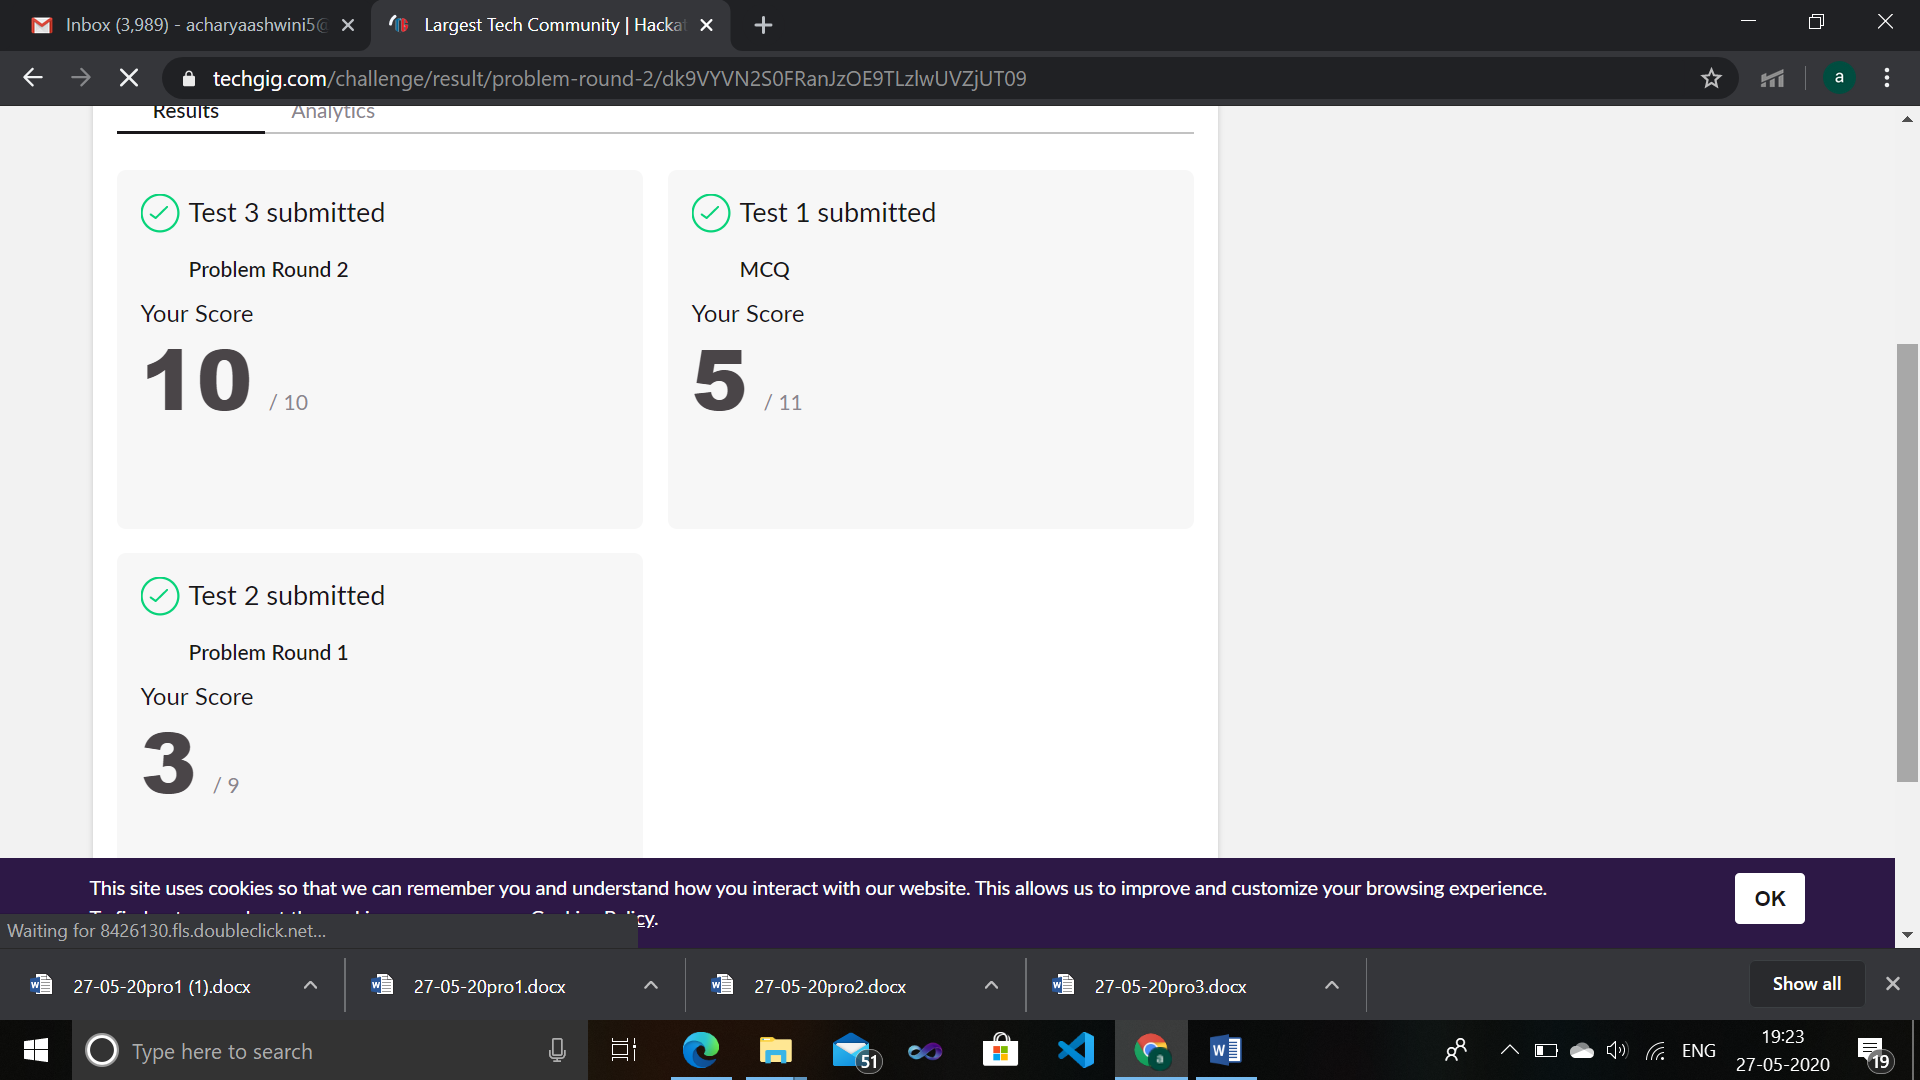 Inbox (3,989) - acharyaashwini5@
Largest Tech Community | Hackat
techgig.com/challenge/result/problem-round-2/dk9VYVN2S0FRanJzOE9TLzlwUVZjUT09
a
Results
Analytics
Test 3 submitted
Problem Round 2
Your Score
10 / 10
Test 1 submitted
MCQ
Your Score
5 / 11
Test 2 submitted
Problem Round 1
Your Score
3 / 9
This site uses cookies so that we can remember you and understand how you interact with our website. This allows us to improve and customize your browsing experience.
OK
Waiting for 8426130.fls.doubleclick.net...
27-05-20pro1 (1).docx
27-05-20pro1.docx
27-05-20pro2.docx
27-05-20pro3.docx
Show all
Type here to search
51
a
ENG
19:23
27-05-2020
19